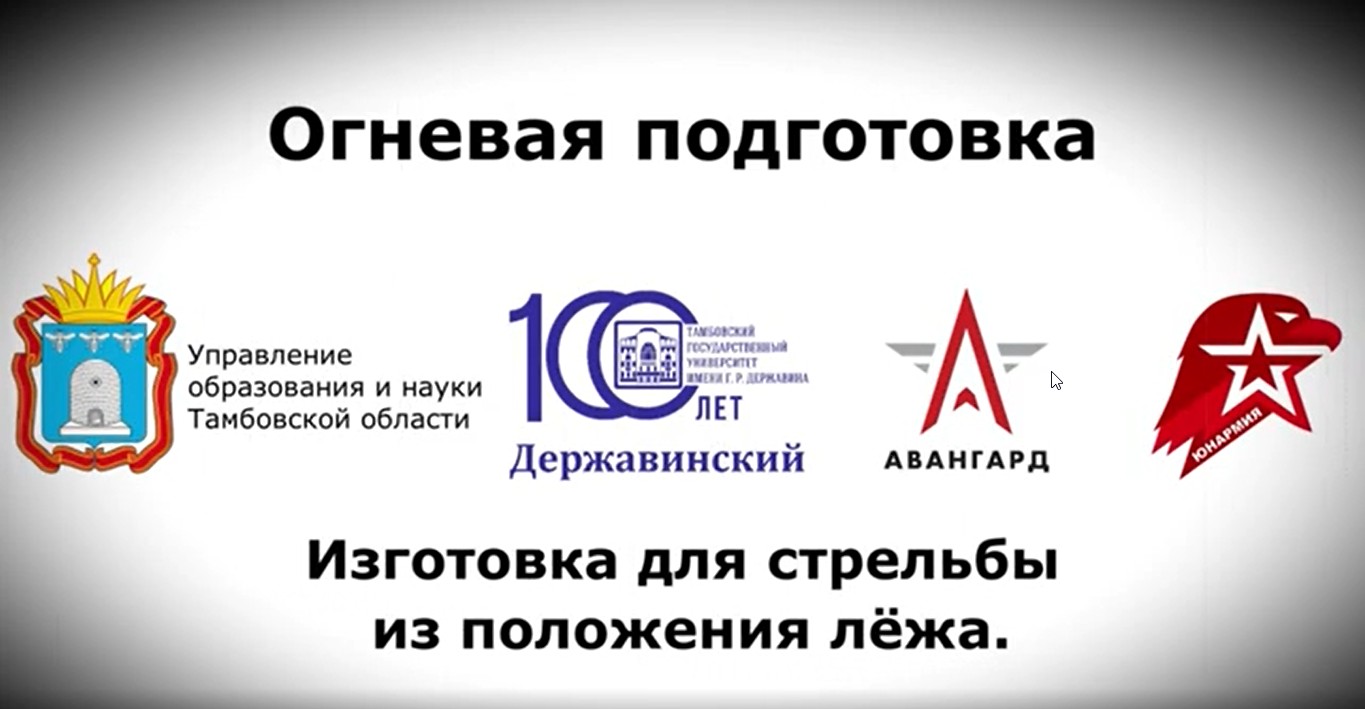 Огневая подготовка
Управление
образования и науки
Тамбовской области
100
ТАМБОВСКИЙ
ГОСУДАРСТВЕННЫЙ
УНИВЕРСИТЕТ
ИМЕНИ Г. Р. ДЕРЖАВИНА
ЛЕТ
Державинский
АВАНГАРД
ЮНАРМИЯ
Изготовка для стрельбы
из положения лёжа.